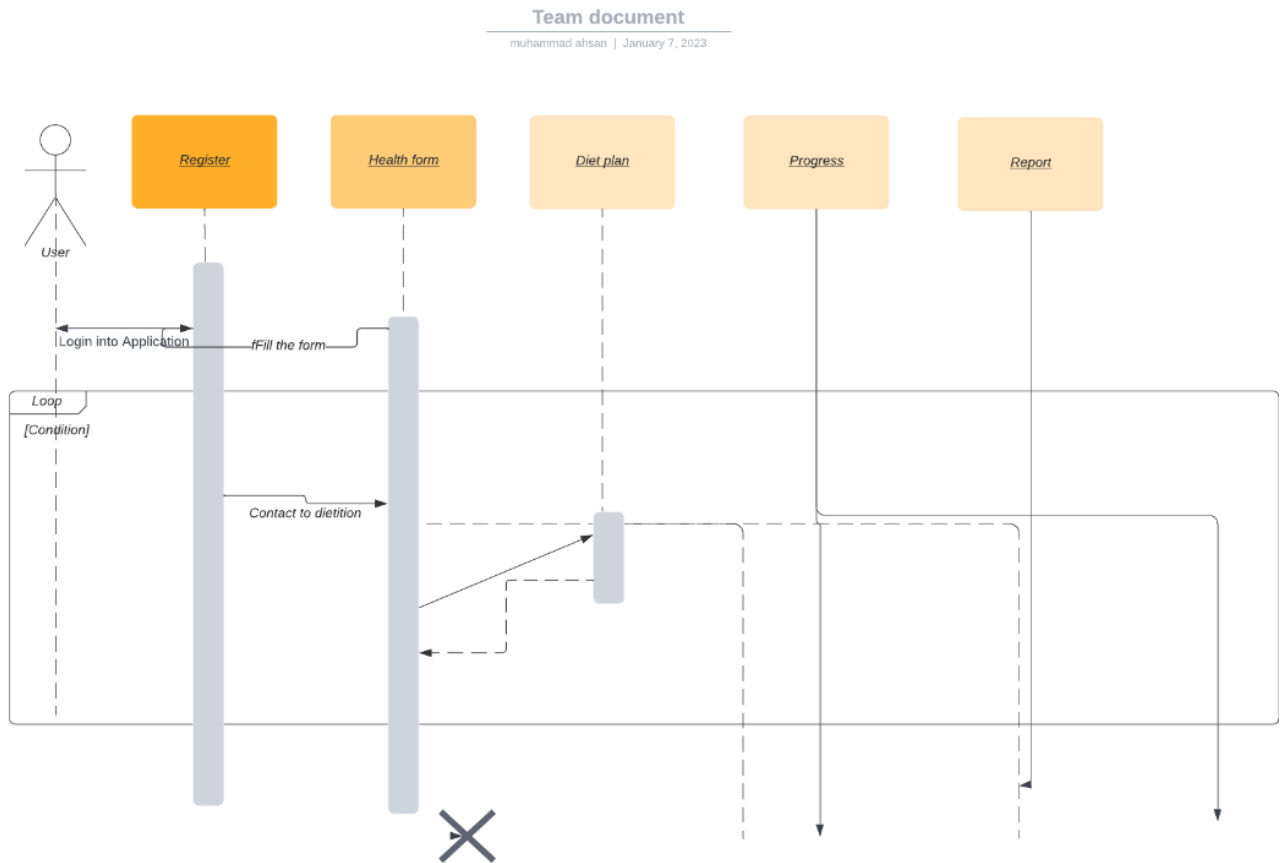 Team document
muhammad ahsan | January 7, 2023
Register
Health form
Diet plan
Progress
Report
User
Login into Application
fFill the form
Loop
[Condition]
Contact to dietition